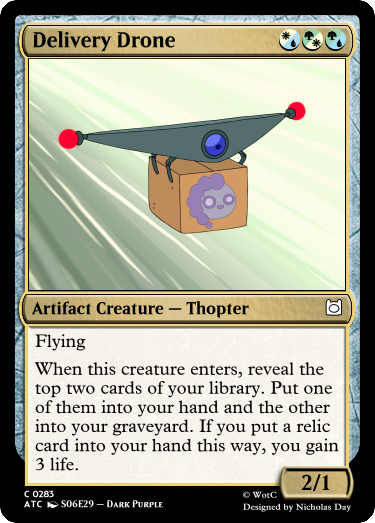 Delivery Drone
Artifact Creature — Thopter
Flying
When this creature enters, reveal the
top two cards of your library. Put one
of them into your hand and the other
into your graveyard. If you put a relic
card into your hand this way, you gain
3 life.
2/1
C 0283
ATC S06E29 – Dark Purple
© WotC
Designed by Nicholas Day